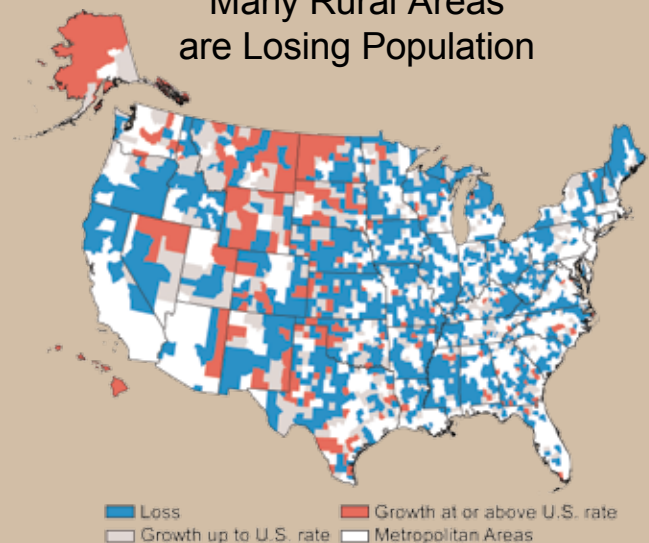 Many Rural Areas
are Losing Population
Loss
Growth at or above U.S. rate
Growth up to U.S. rate
Metropolitan Areas